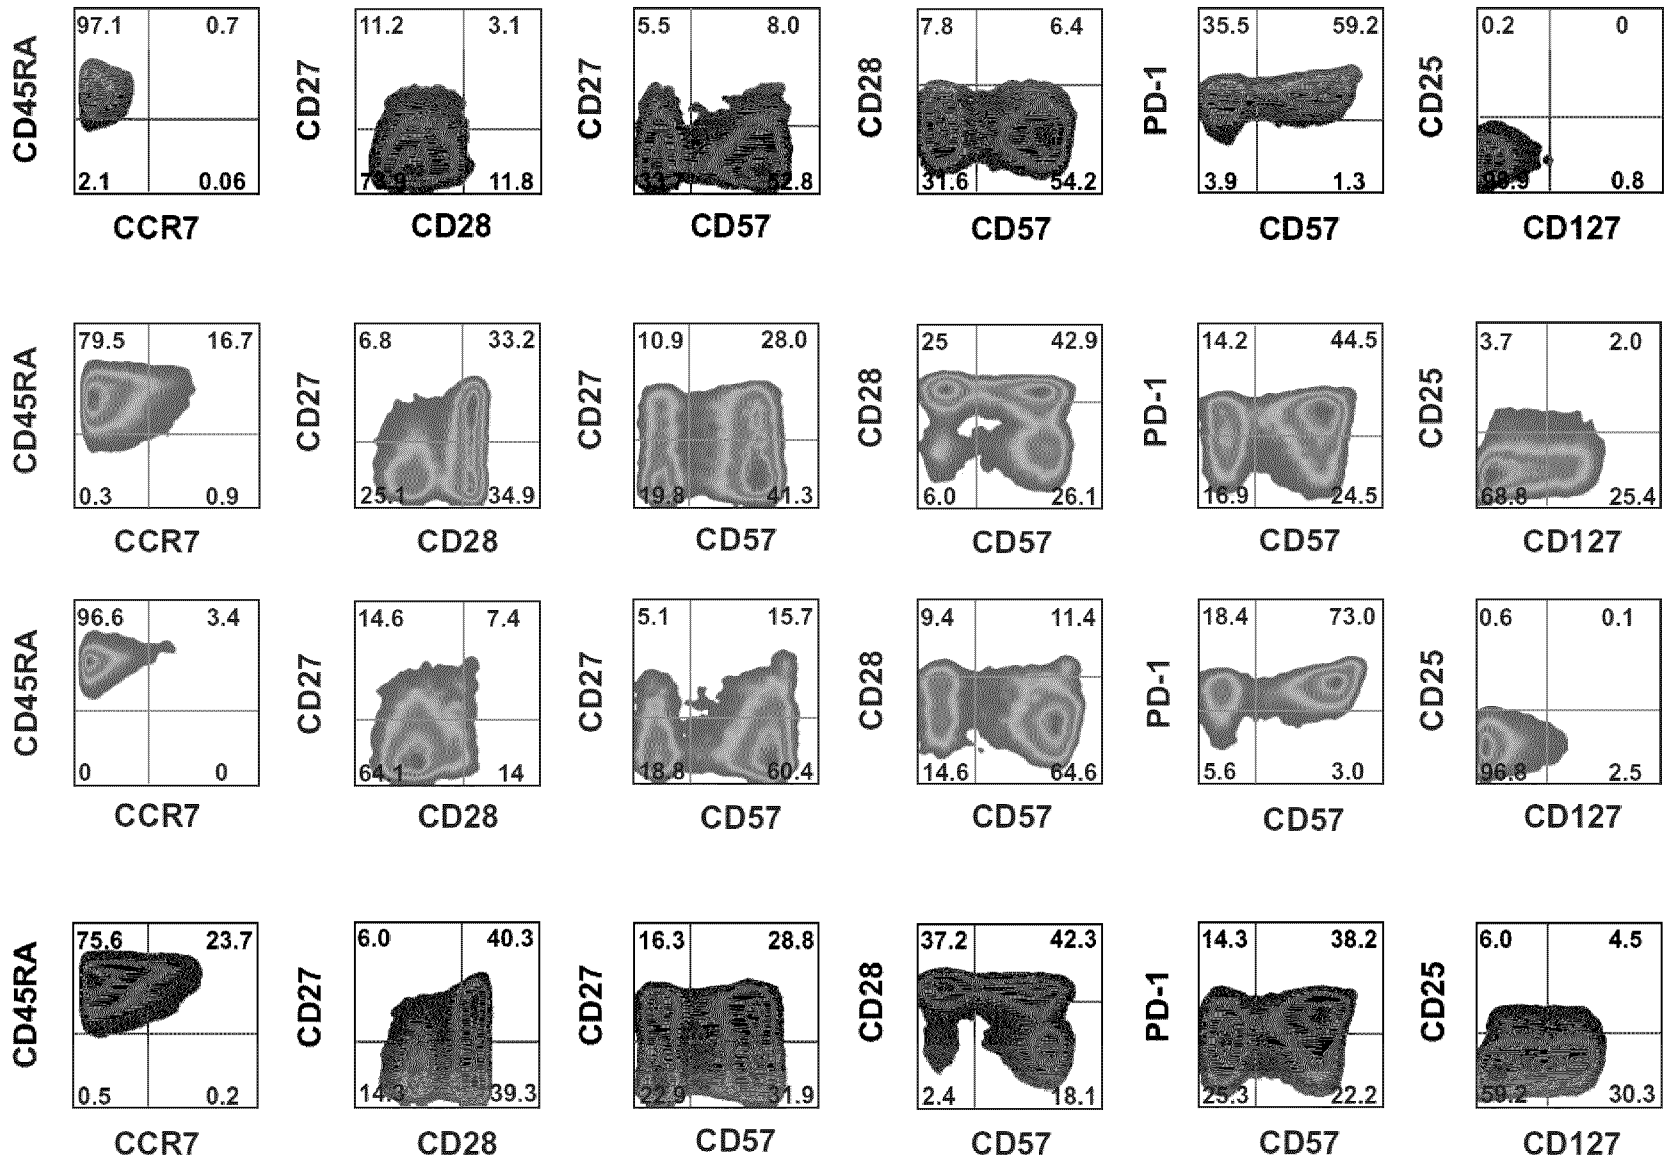 97.1 0.7 11.2 3.1 5.5 8.0 7.8 6.4 35.5 59.2 0.2 0
CD45RA CD27 CD27 CD28 PD-1 CD25
2.1 0.06 11.8 52.8 31.6 54.2 3.9 1.3 98.9 0.8
CCR7 CD28 CD57 CD57 CD57 CD127
79.5 16.7 6.8 33.2 10.9 28.0 25 42.9 14.2 44.5 3.7 2.0
CD45RA CD27 CD27 CD28 PD-1 CD25
0.3 0.9 25.1 34.9 19.8 41.3 6.0 26.1 16.9 24.5 68.8 25.4
CCR7 CD28 CD57 CD57 CD57 CD127
96.6 3.4 14.6 7.4 5.1 15.7 9.4 11.4 18.4 73.0 0.6 0.1
CD45RA CD27 CD27 CD28 PD-1 CD25
0 0 64.1 14 18.8 60.4 14.6 64.6 5.6 3.0 96.8 2.5
CCR7 CD28 CD57 CD57 CD57 CD127
75.6 23.7 6.0 40.3 16.3 28.8 37.2 42.3 14.3 38.2 6.0 4.5
CD45RA CD27 CD27 CD28 PD-1 CD25
0.5 0.2 14.3 39.3 22.9 31.9 2.4 18.1 25.3 22.2 59.2 30.3
CCR7 CD28 CD57 CD57 CD57 CD127